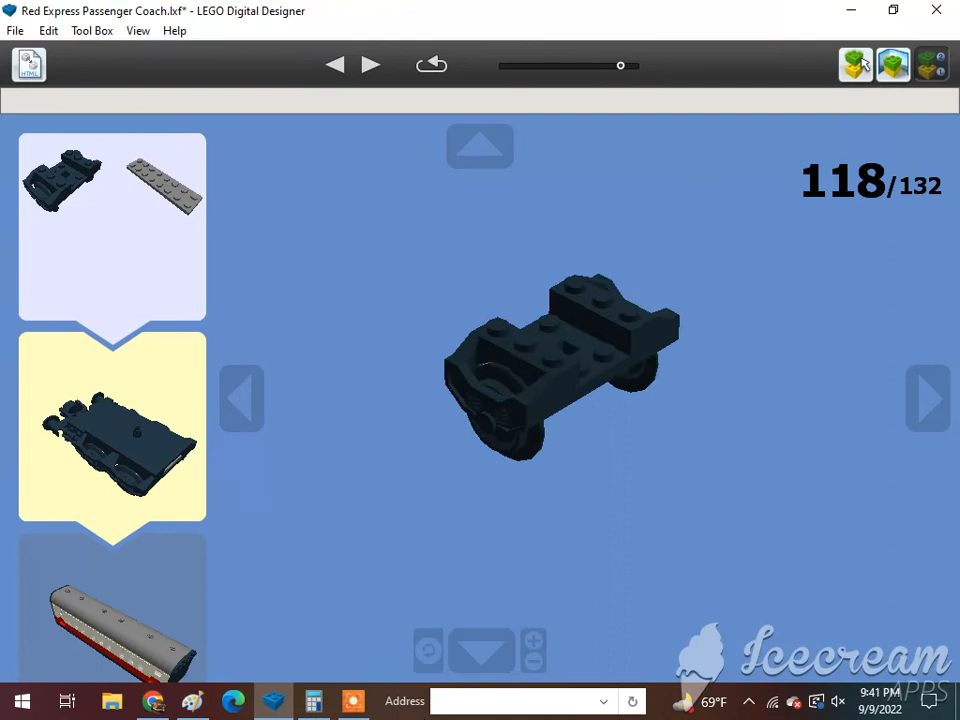 Red Express Passenger Coach.lxf* - LEGO Digital Designer
File Edit Tool Box View Help
HTML
118/132
Icecream
APPS
Address
69°F
9:41 PM
9/9/2022